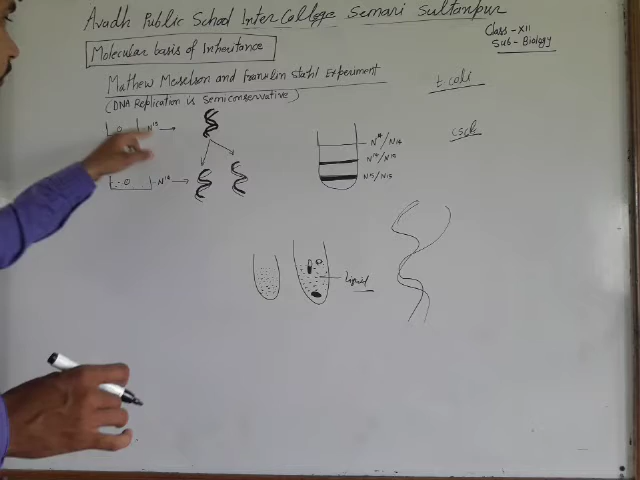 Avadh Public School Inter College Semari Sultanpur
Class-XII
Sub-Biology
Molecular basis of Inheritance
Mathew Meselson and Franklin Stahl Experiment
(DNA Replication is Semiconservative)
E.coli
CsCl
N15
N14/N14
N14/N15
N15/N15
N14
Liquid